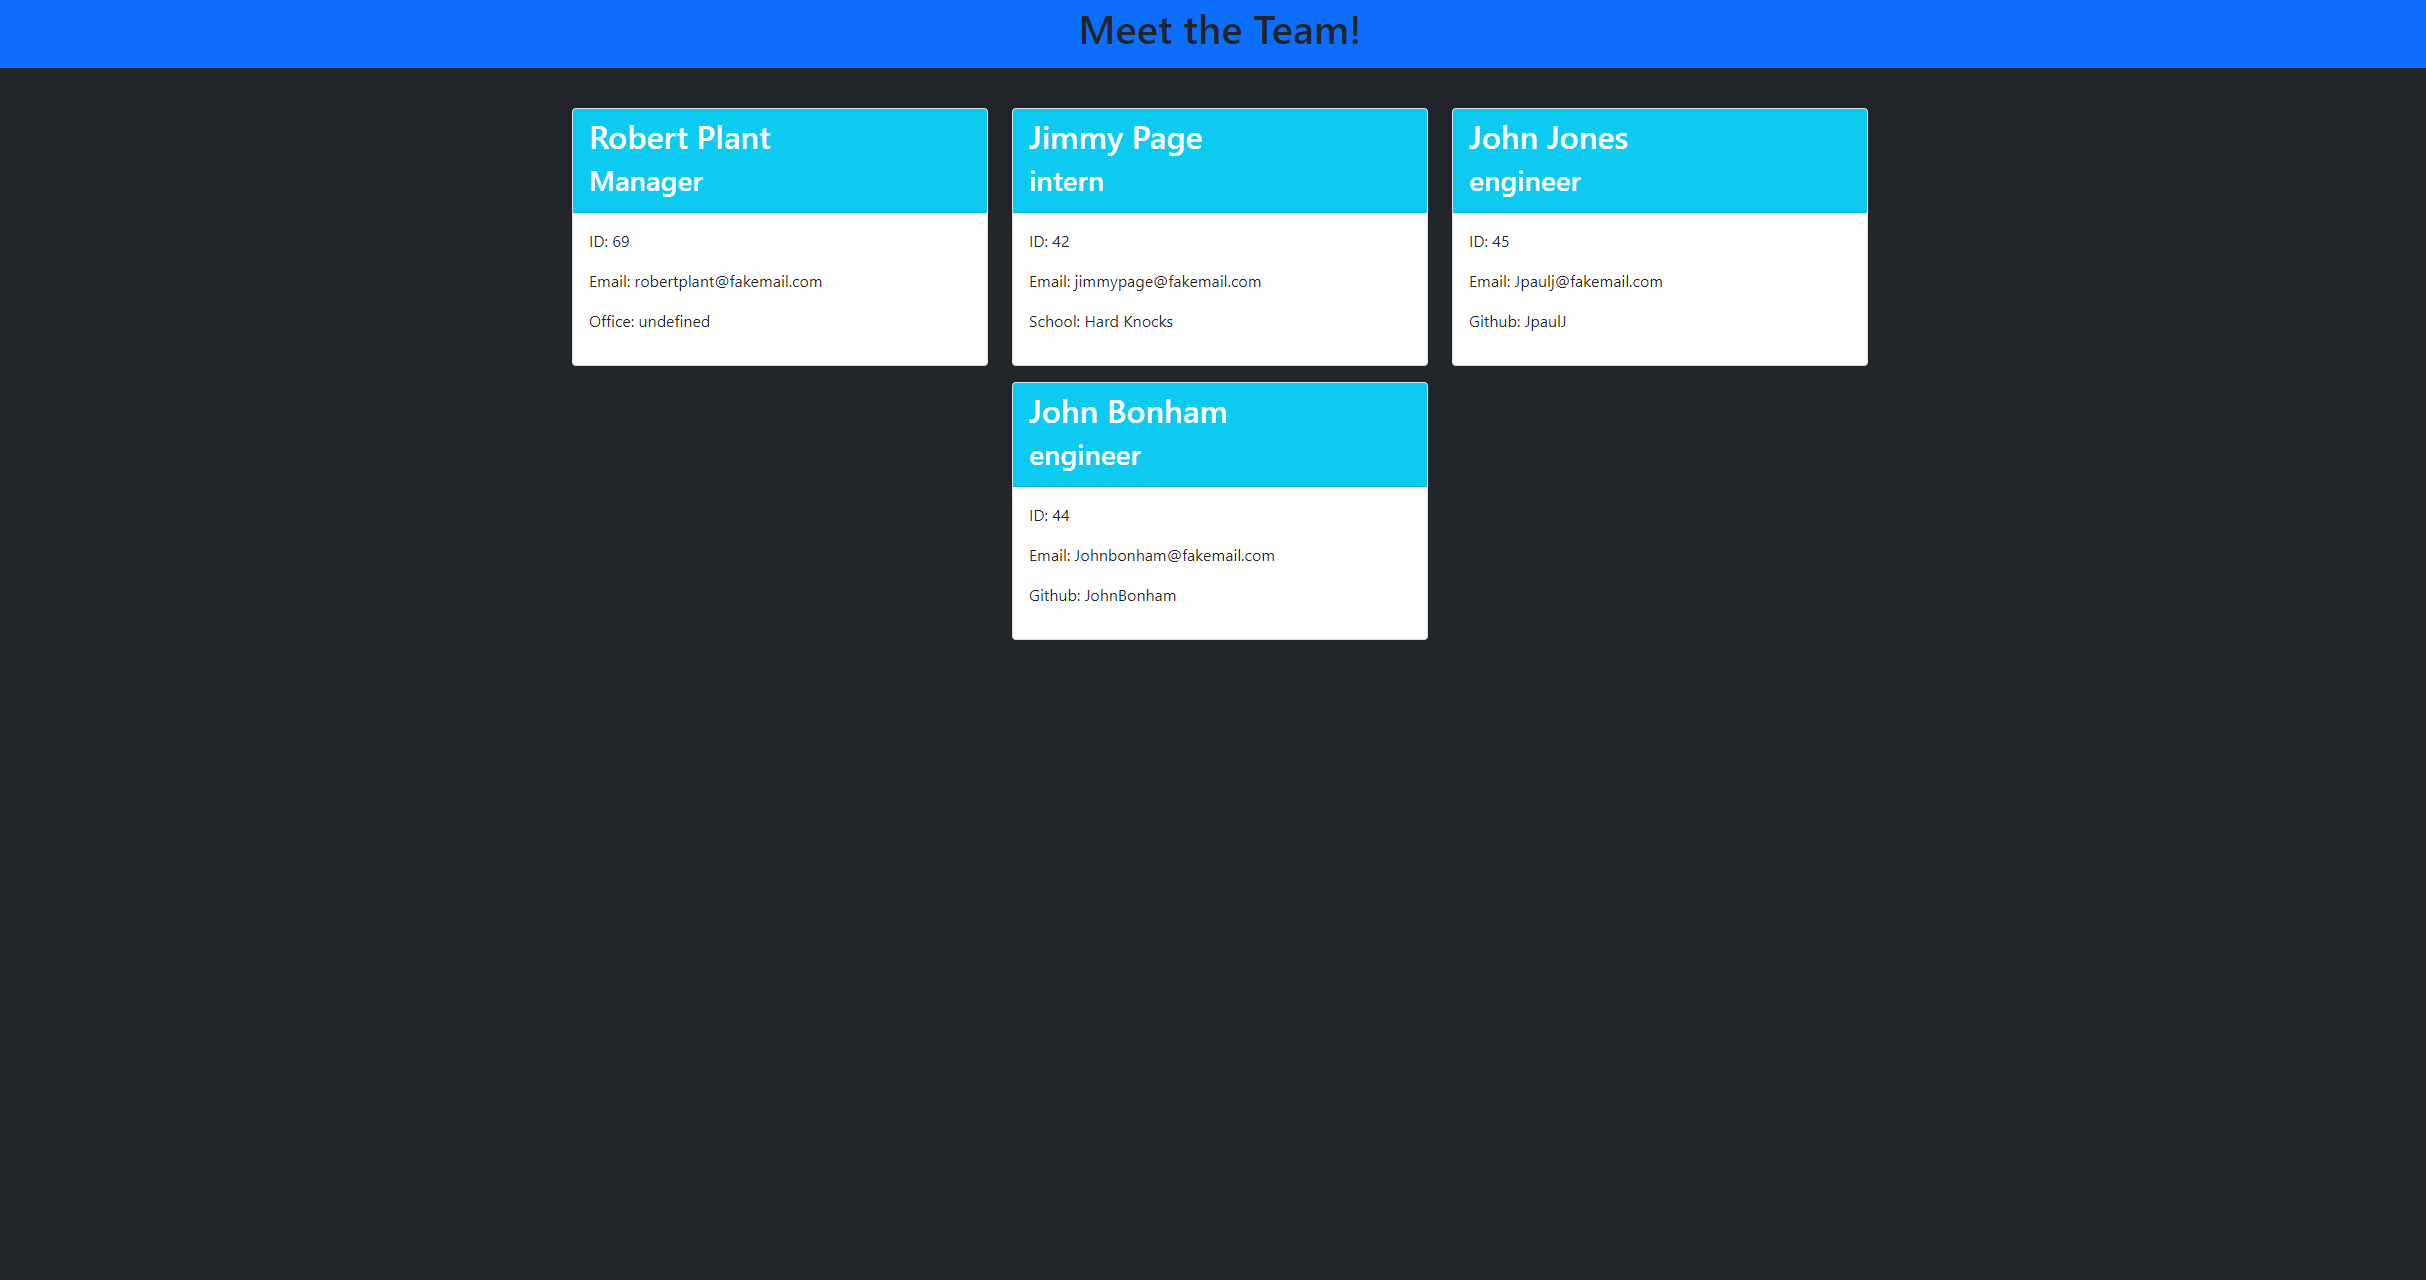 Meet the Team!
Robert Plant
Manager
ID: 69
Email: robertplant@fakemail.com
Office: undefined
Jimmy Page
intern
ID: 42
Email: jimmypage@fakemail.com
School: Hard Knocks
John Jones
engineer
ID: 45
Email: Jpaulj@fakemail.com
Github: JpaulJ
John Bonham
engineer
ID: 44
Email: Johnbonham@fakemail.com
Github: JohnBonham